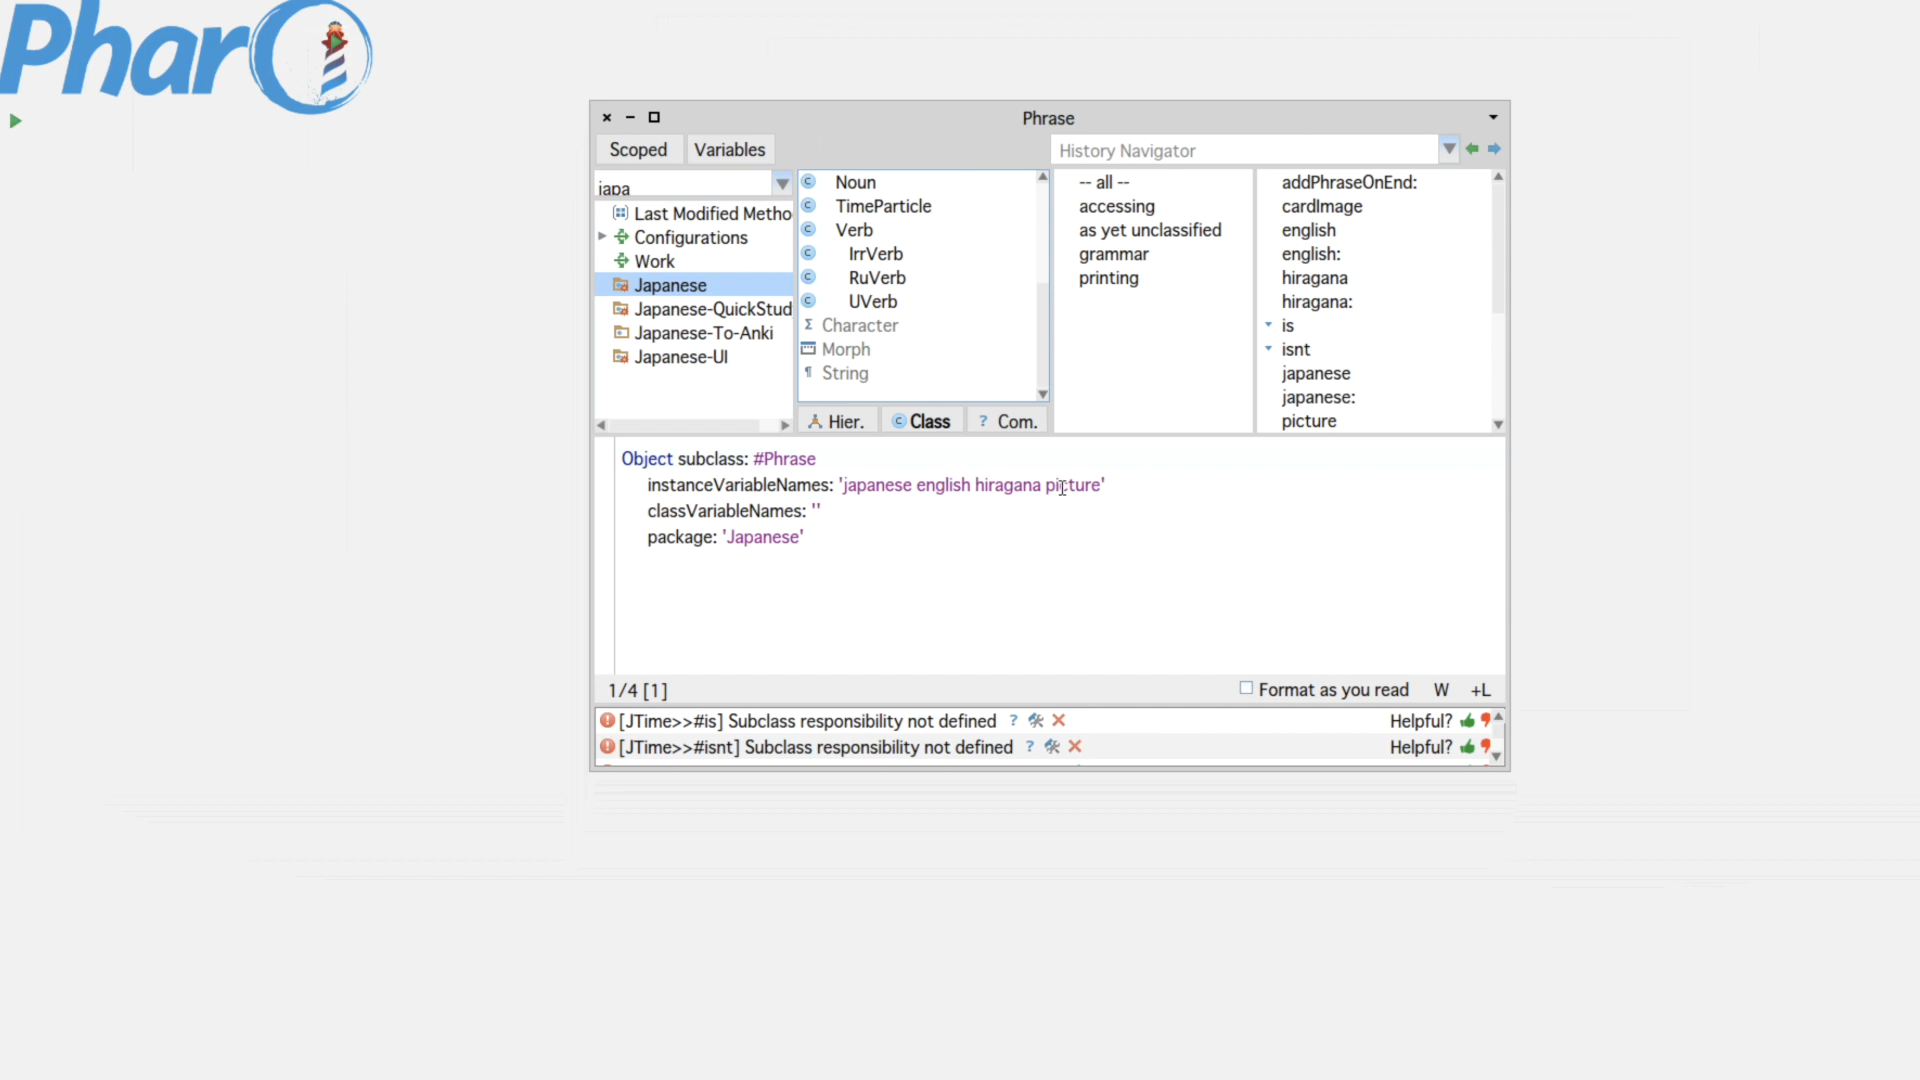 Pharo
Phrase
Scoped
Variables
History Navigator
japa
Last Modified Metho
Configurations
Work
Japanese
Japanese-QuickStud
Japanese-To-Anki
Japanese-UI
Noun
TimeParticle
Verb
IrrVerb
RuVerb
UVerb
Character
Morph
String
Hier.
Class
? Com.
-- all --
accessing
as yet unclassified
grammar
printing
addPhraseOnEnd:
cardImage
english
english:
hiragana
hiragana:
is
isnt
japanese
japanese:
picture
Object subclass: #Phrase
instanceVariableNames: 'japanese english hiragana picture'
classVariableNames: ''
package: 'Japanese'
1/4 [1]
Format as you read
W
+L
[JTime>>#is] Subclass responsibility not defined ?
Helpful?
[JTime>>#isnt] Subclass responsibility not defined ?
Helpful?